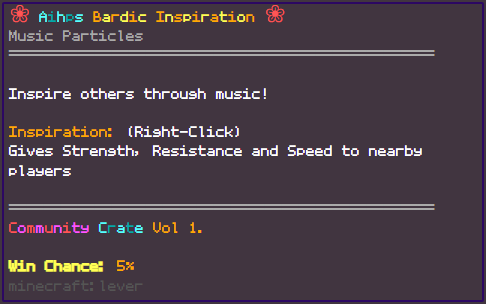 ❀ Aihps Bardic Inspiration ❀
Music Particles
Inspire others through music!
Inspiration: (Right-Click)
Gives Strength, Resistance and Speed to nearby
players
Community Crate Vol 1.
Win Chance: 5%
minecraft:lever